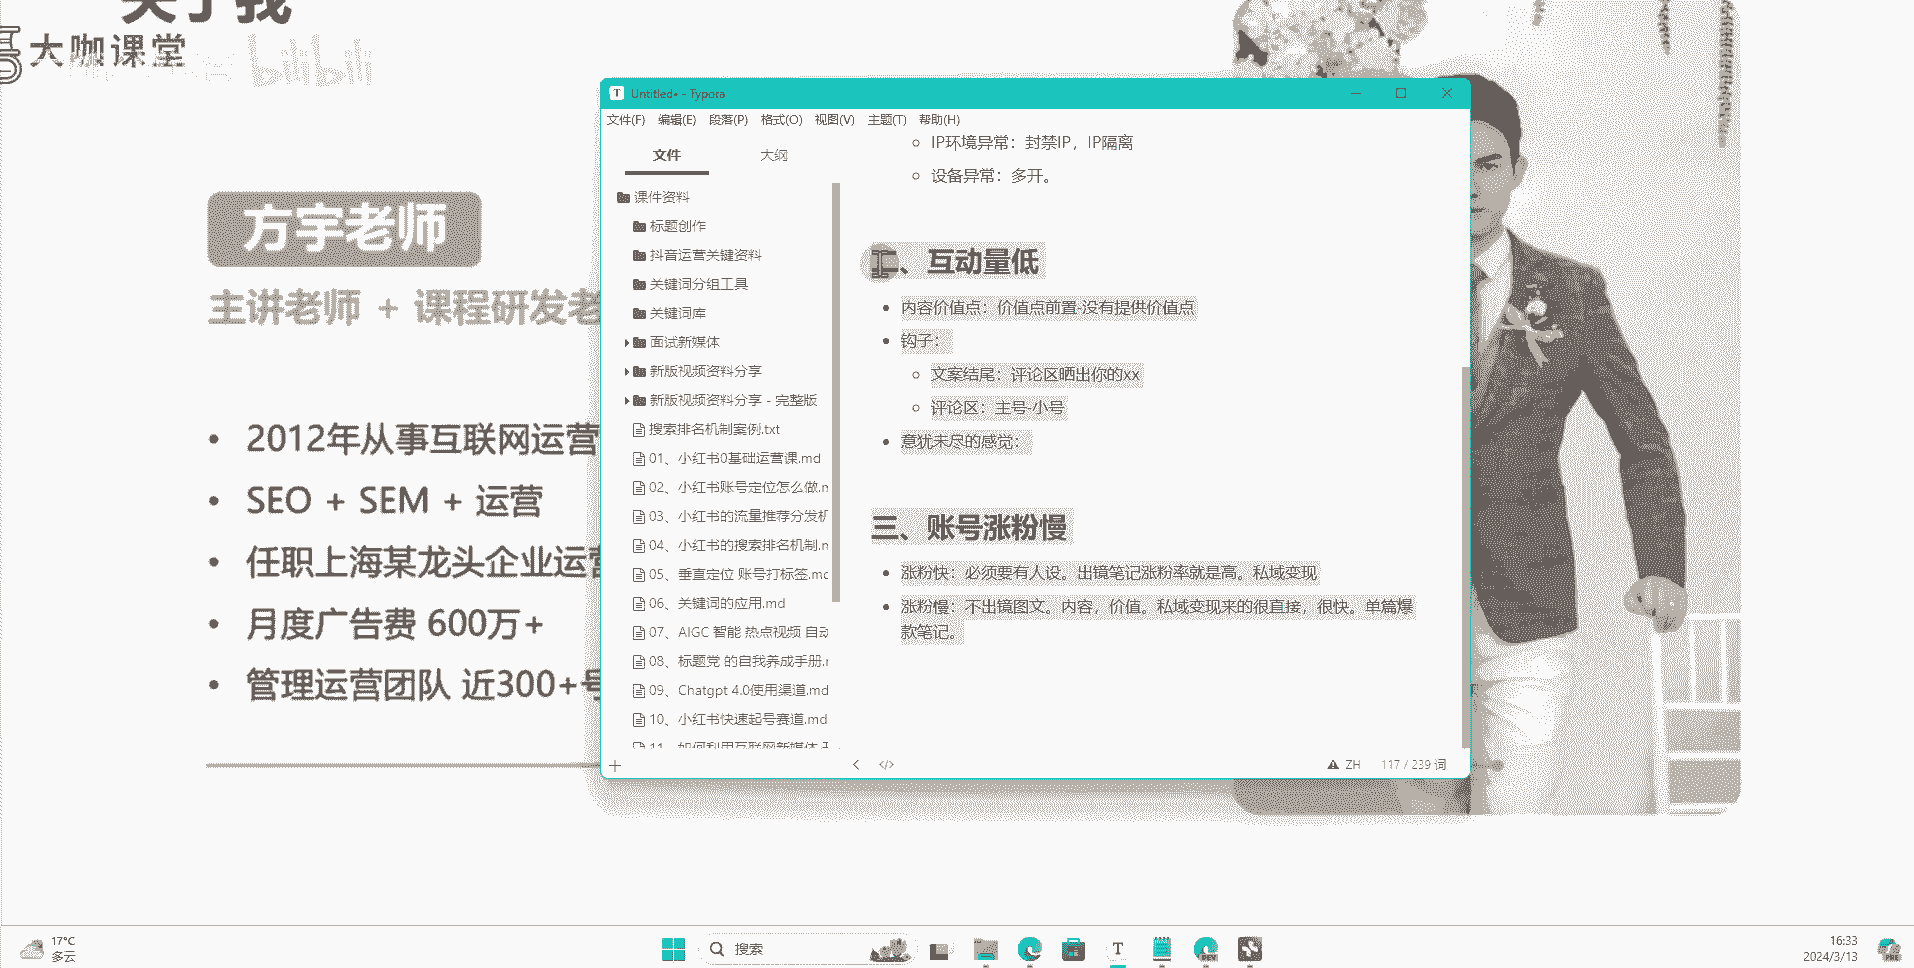 关于我
大咖课堂
bilibili
方宇老师
主讲老师 + 课程研发老
2012年从事互联网运营
SEO + SEM + 运营
任职上海某龙头企业运营
月度广告费 600万+
管理运营团队 近300+号
Untitled• - Typora
文件(F) 编辑(E) 段落(P) 格式(O) 视图(V) 主题(T) 帮助(H)
文件 大纲
课件资料
标题创作
抖音运营关键资料
关键词分组工具
关键词库
面试新媒体
新版视频资料分享
新版视频资料分享 - 完整版
搜索排名机制案例.txt
01、小红书0基础运营课.md
02、小红书账号定位怎么做.m
03、小红书的流量推荐分发机
04、小红书的搜索排名机制.m
05、垂直定位 账号打标签.md
06、关键词的应用.md
07、AIGC 智能 热点视频 自动
08、标题党 的自我养成手册.m
09、Chatgpt 4.0使用渠道.md
10、小红书快速起号赛道.md
11、如何利用互联网新媒体
IP环境异常：封禁IP，IP隔离
设备异常：多开。
二、互动量低
内容价值点：价值点前置-没有提供价值点
钩子：
文案结尾：评论区晒出你的xx
评论区：主号-小号
意犹未尽的感觉：
三、账号涨粉慢
涨粉快：必须要有人设。出镜笔记涨粉率就是高。私域变现
涨粉慢：不出镜图文。内容，价值。私域变现来的很直接，很快。单篇爆
款笔记。
ZH 117 / 239 词
17°C
多云
搜索
16:33
2024/3/13